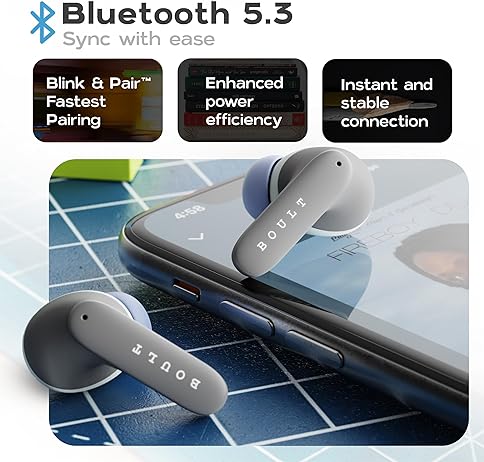 Bluetooth 5.3
Sync with ease
Blink & Pair™
Fastest
Pairing
Enhanced
power
efficiency
Instant and
stable
connection
4:58
BOULT
BOULT